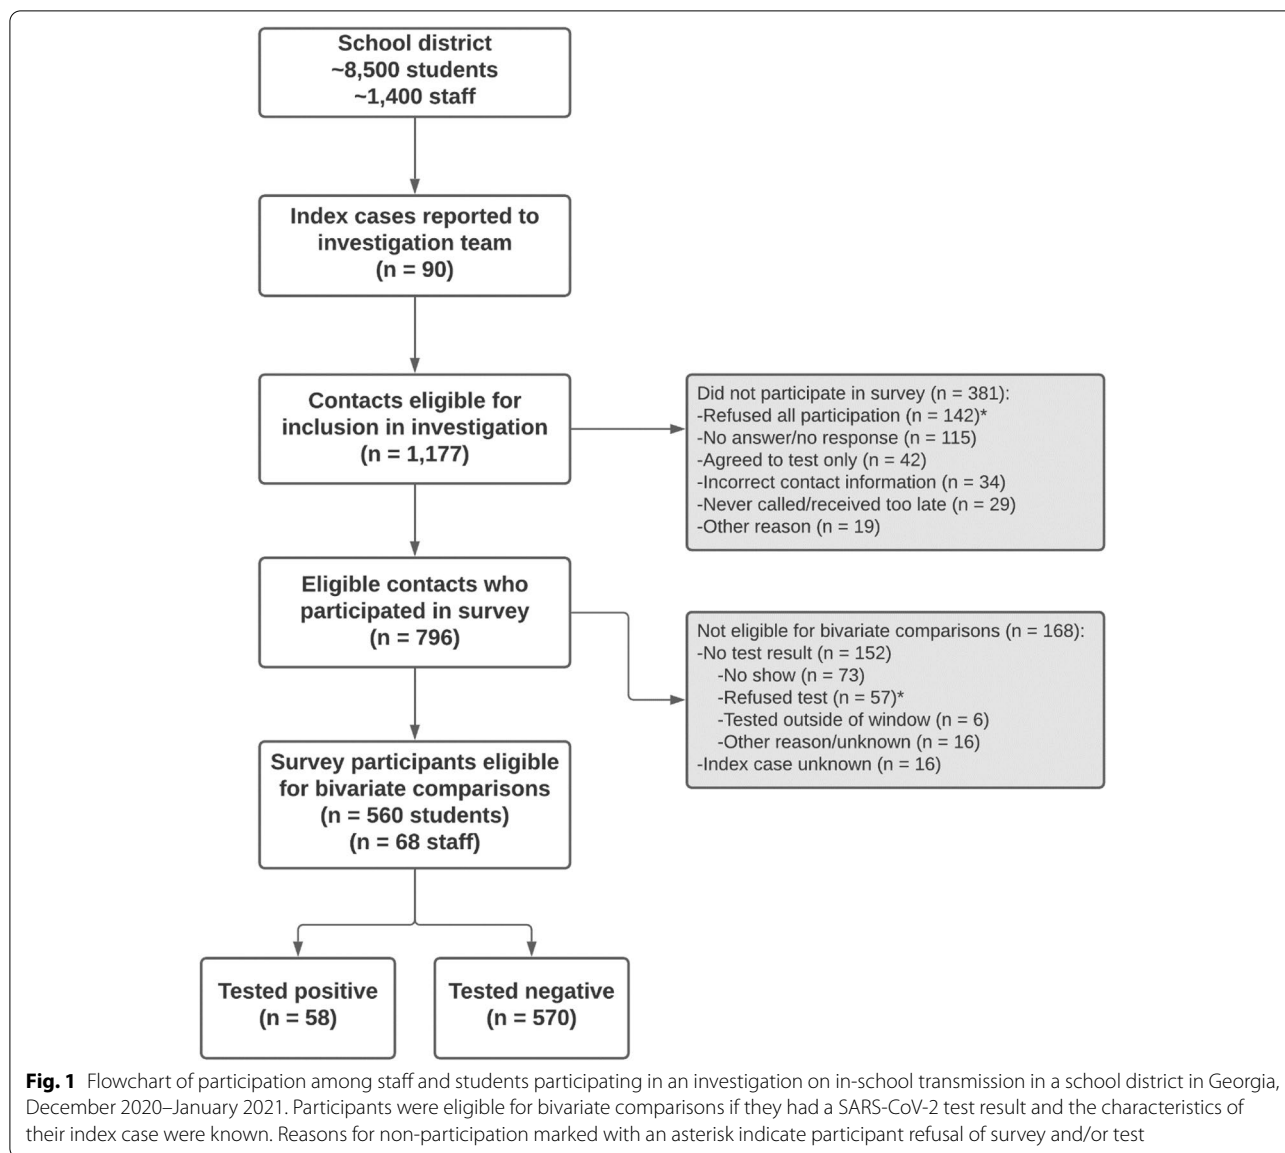 School district
~8,500 students
~1,400 staff
Index cases reported to
investigation team
(n = 90)
Contacts eligible for
inclusion in investigation
(n = 1,177)
Did not participate in survey (n = 381):
-Refused all participation (n = 142)*
-No answer/no response (n = 115)
-Agreed to test only (n = 42)
-Incorrect contact information (n = 34)
-Never called/received too late (n = 29)
-Other reason (n = 19)
Eligible contacts who
participated in survey
(n = 796)
Not eligible for bivariate comparisons (n = 168):
-No test result (n = 152)
-No show (n = 73)
-Refused test (n = 57)*
-Tested outside of window (n = 6)
-Other reason/unknown (n = 16)
-Index case unknown (n = 16)
Survey participants eligible
for bivariate comparisons
(n = 560 students)
(n = 68 staff)
Tested positive
(n = 58)
Tested negative
(n = 570)
Fig. 1 Flowchart of participation among staff and students participating in an investigation on in-school transmission in a school district in Georgia,
December 2020–January 2021. Participants were eligible for bivariate comparisons if they had a SARS-CoV-2 test result and the characteristics of
their index case were known. Reasons for non-participation marked with an asterisk indicate participant refusal of survey and/or test